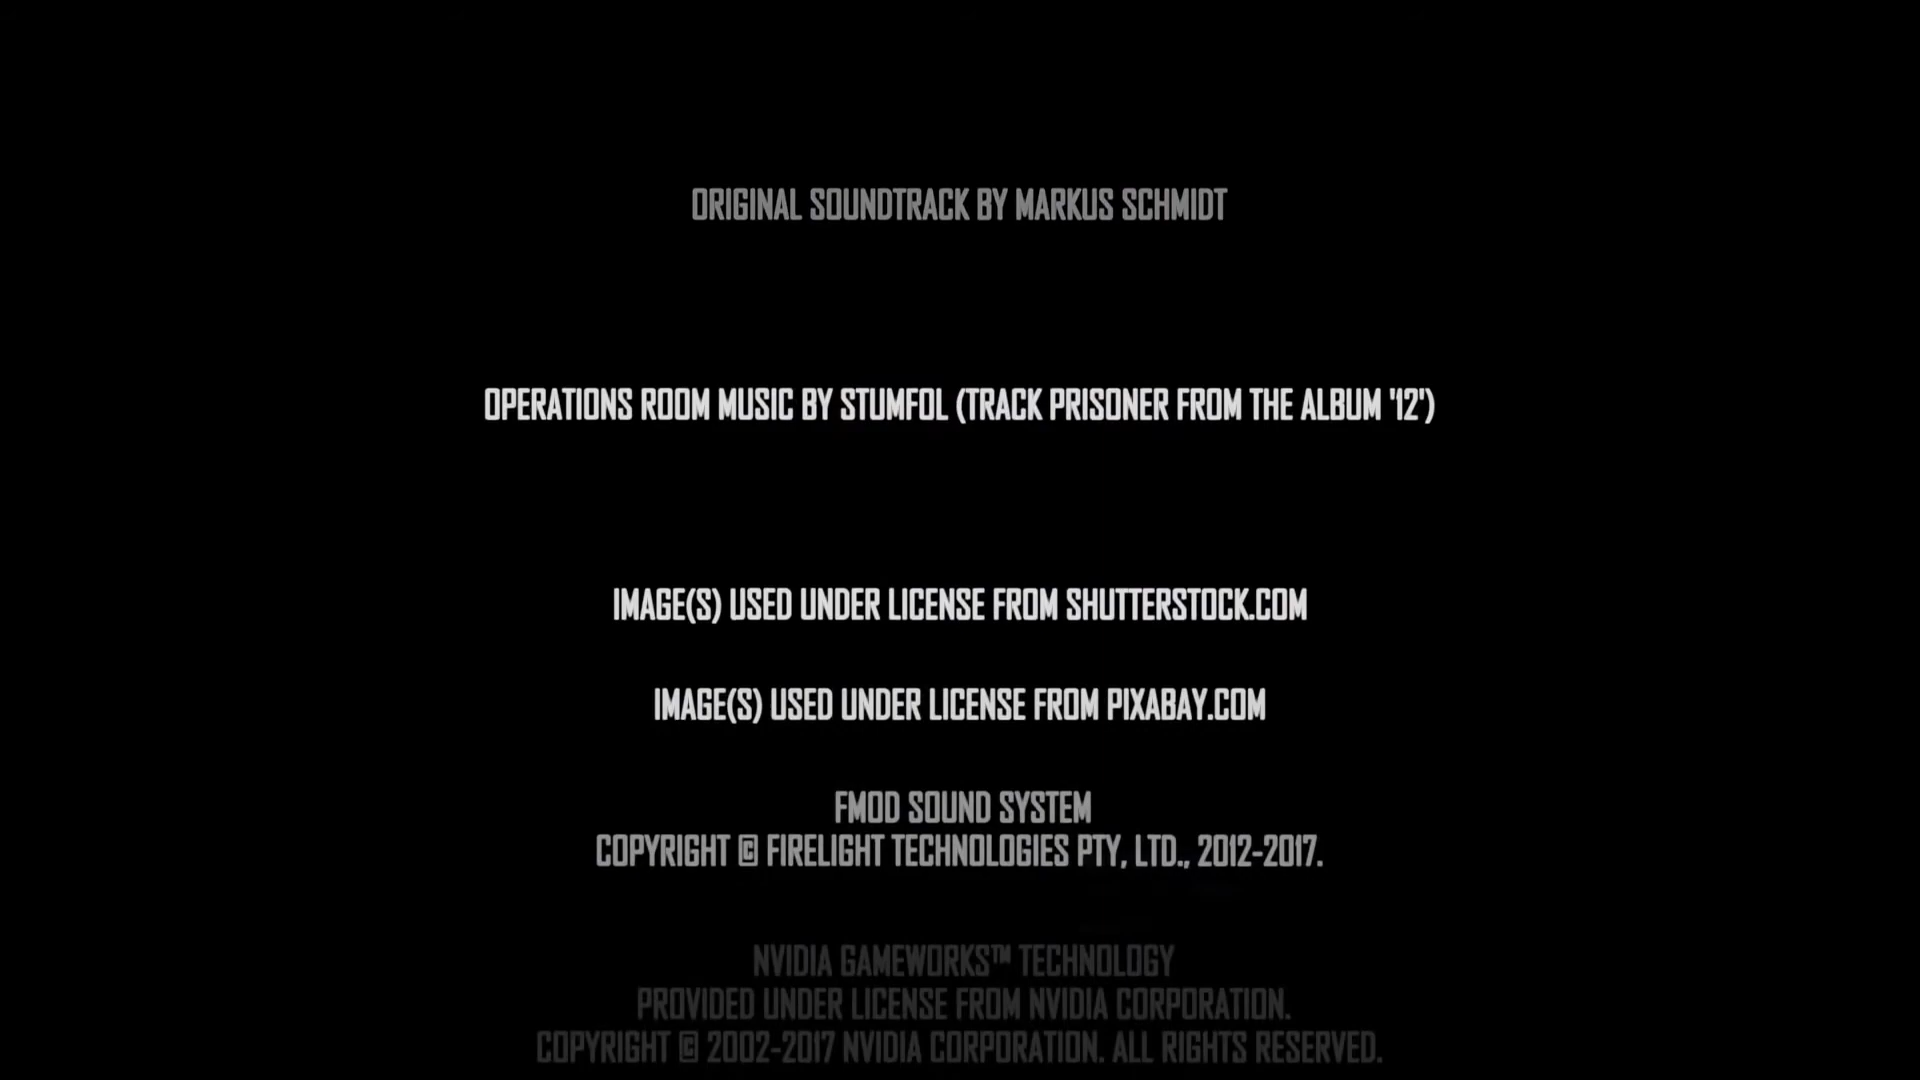 ORIGINAL SOUNDTRACK BY MARKUS SCHMIDT
OPERATIONS ROOM MUSIC BY STUMFOL (TRACK PRISONER FROM THE ALBUM '12')
IMAGE(S) USED UNDER LICENSE FROM SHUTTERSTOCK.COM
IMAGE(S) USED UNDER LICENSE FROM PIXABAY.COM
FMOD SOUND SYSTEM
COPYRIGHT © FIRELIGHT TECHNOLOGIES PTY, LTD., 2012-2017.
NVIDIA GAMEWORKS™ TECHNOLOGY
PROVIDED UNDER LICENSE FROM NVIDIA CORPORATION.
COPYRIGHT © 2002-2017 NVIDIA CORPORATION. ALL RIGHTS RESERVED.